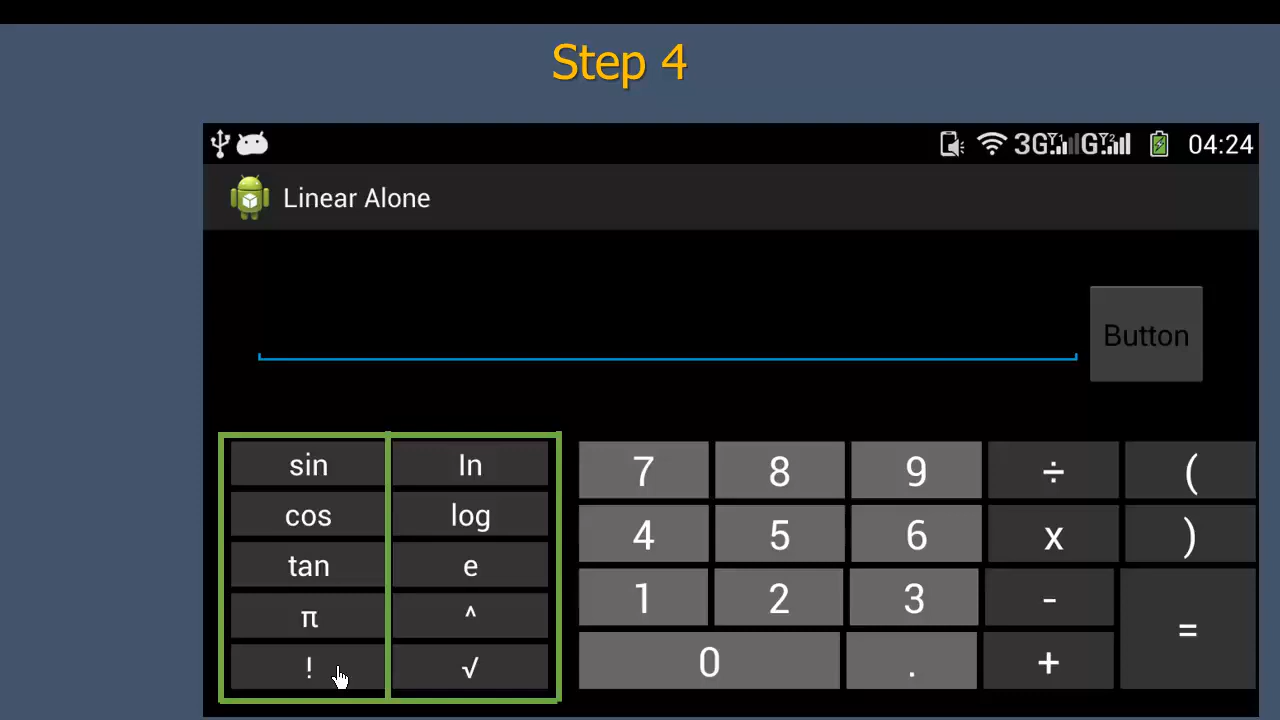 Step 4
3G G 04:24
Linear Alone
Button
sin ln 7 8 9 ÷ (
cos log 4 5 6 x )
tan e 1 2 3 -
π ^ =
! √ 0 . +